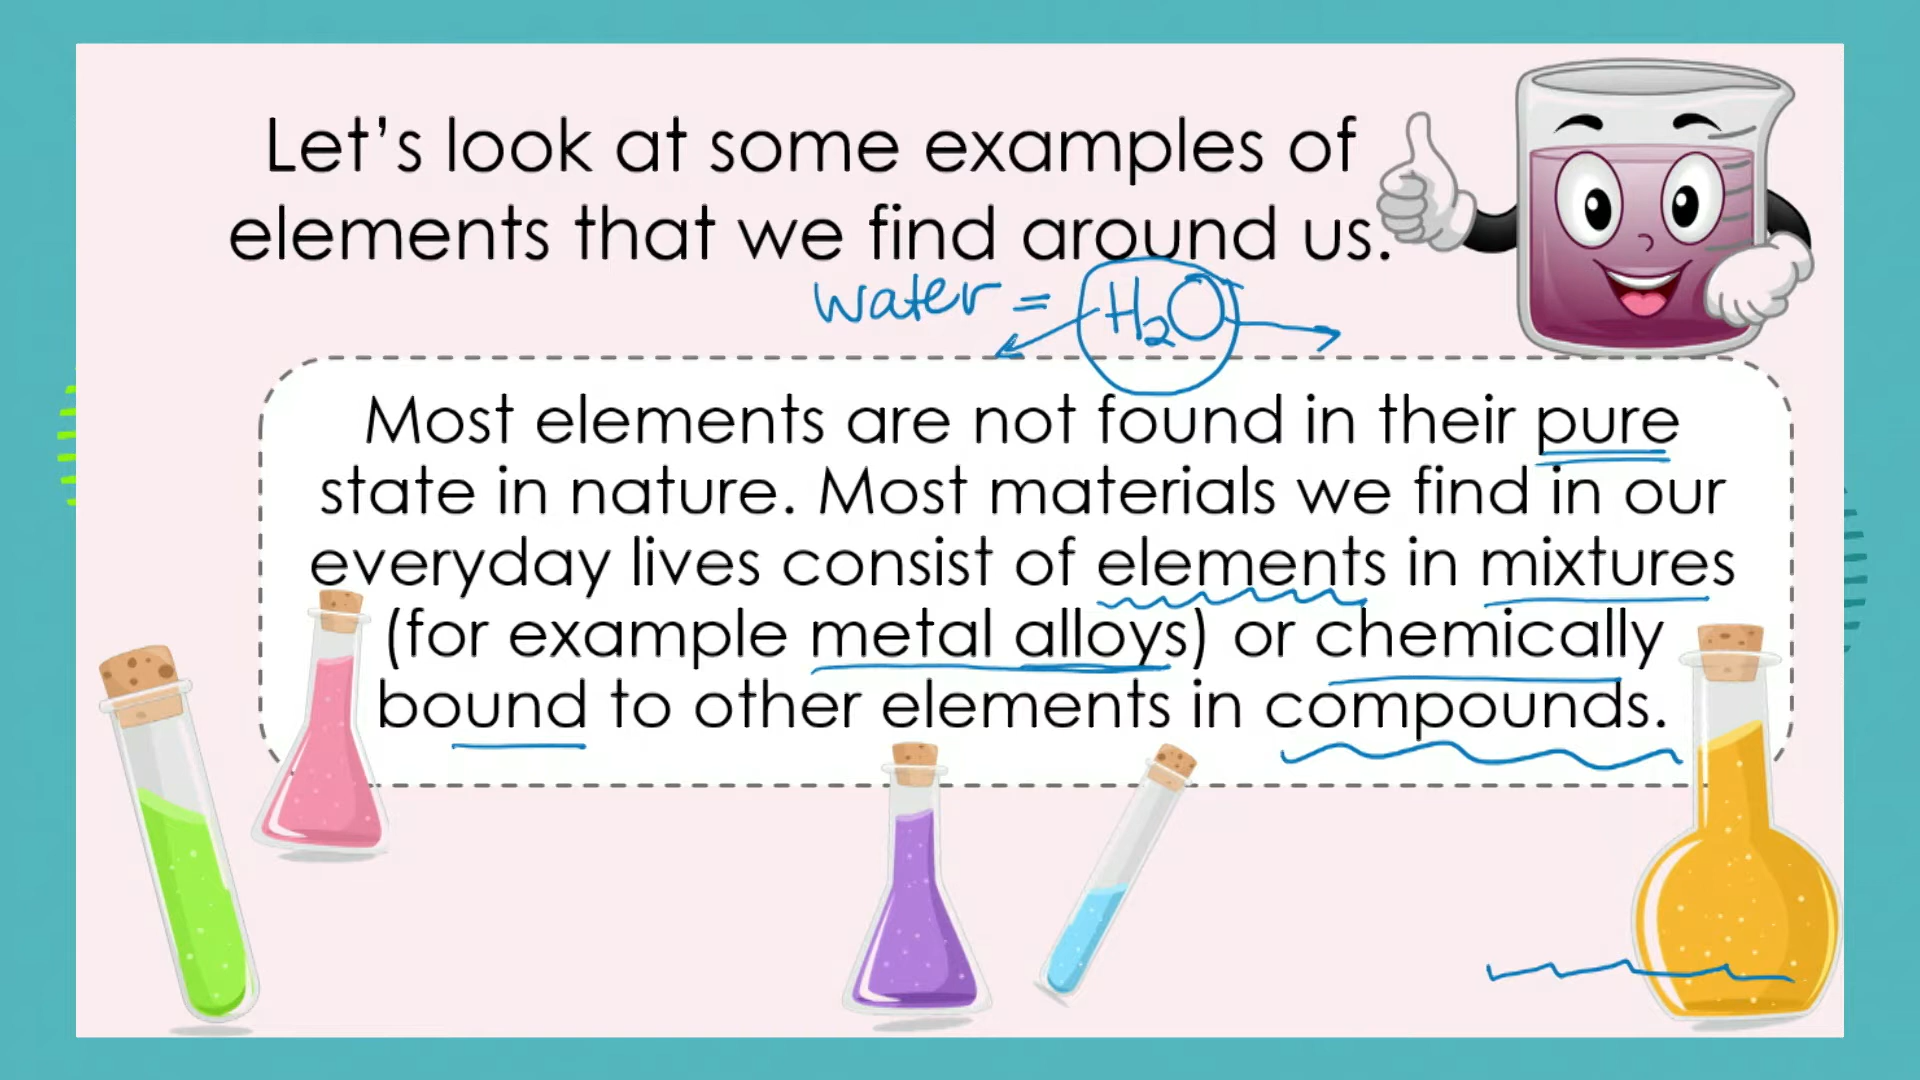 Let’s look at some examples of
elements that we find around us.
water = H₂O
Most elements are not found in their pure
state in nature. Most materials we find in our
everyday lives consist of elements in mixtures
(for example metal alloys) or chemically
bound to other elements in compounds.